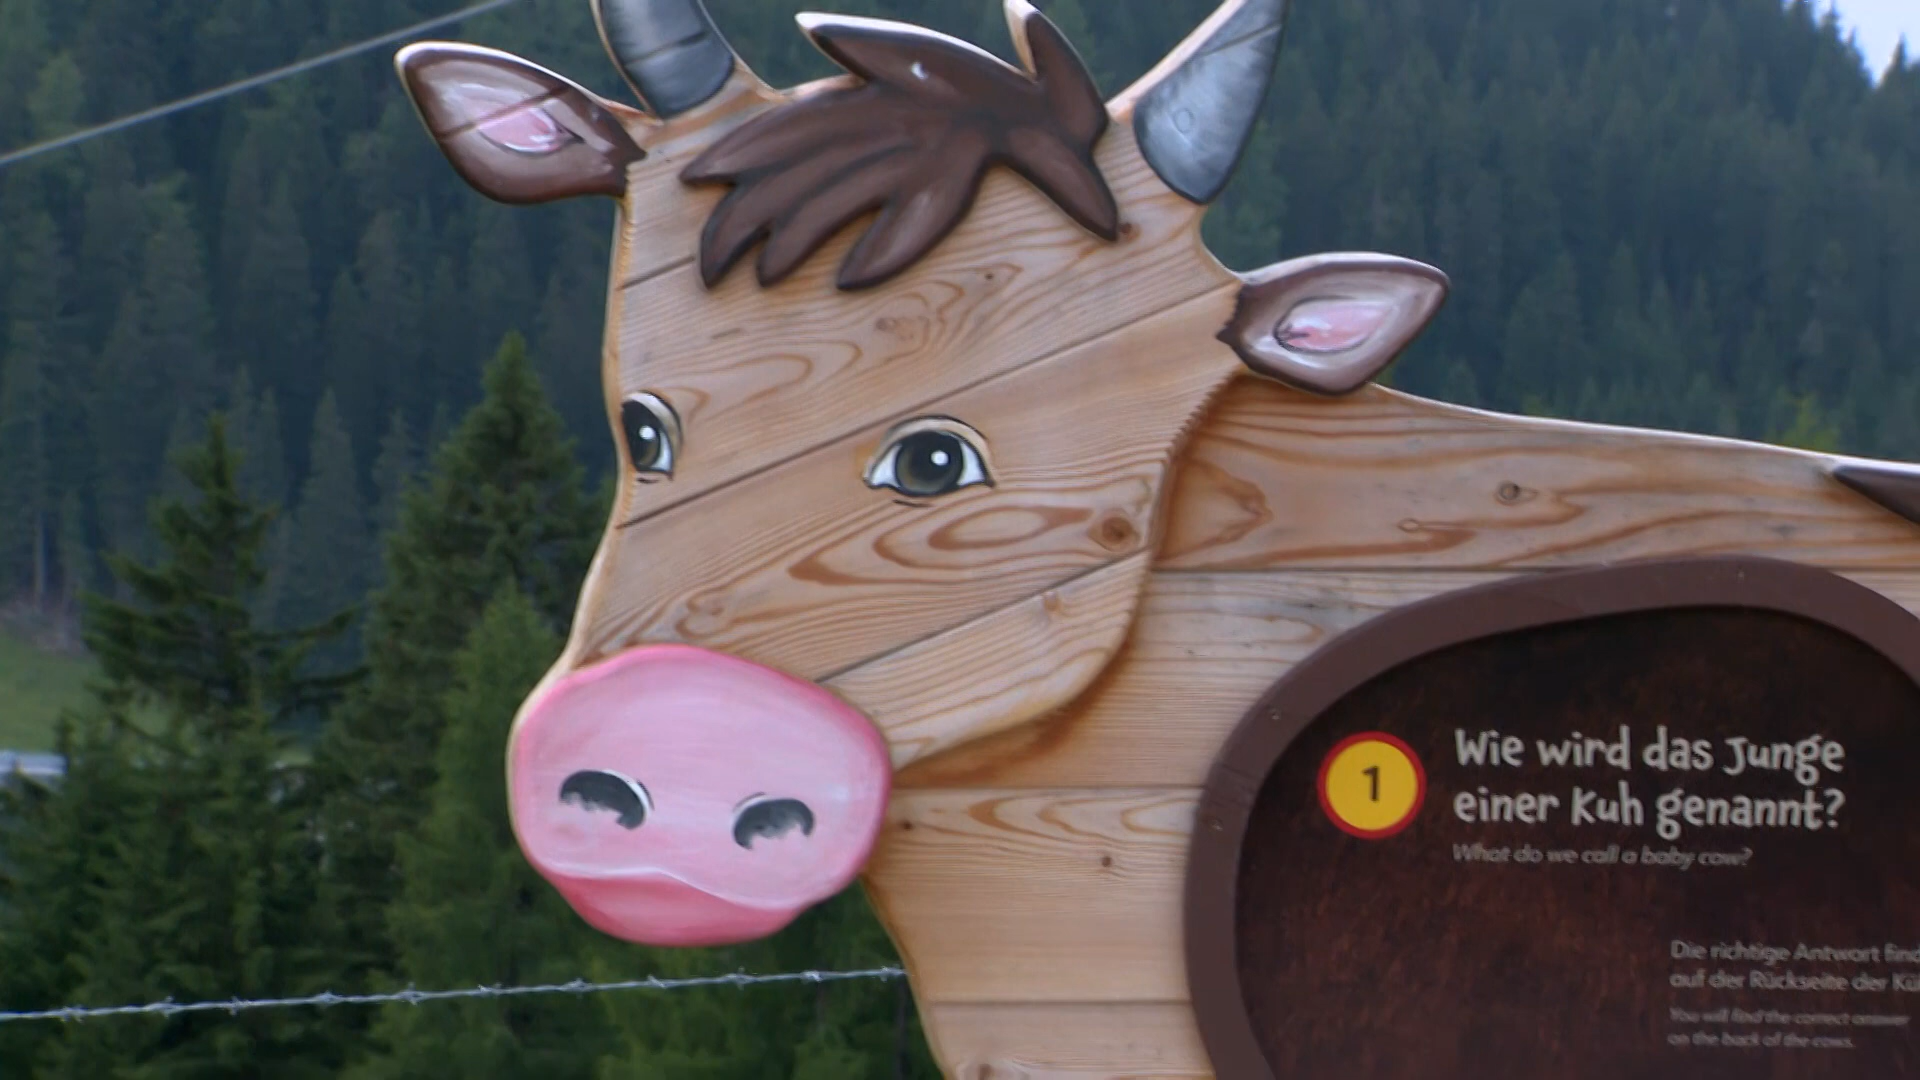 1
Wie wird das Junge
einer Kuh genannt?
What do we call a baby cow?
Die richtige Antwort
auf der Rückseite der
You will find the correct answer
on the back of the cows.